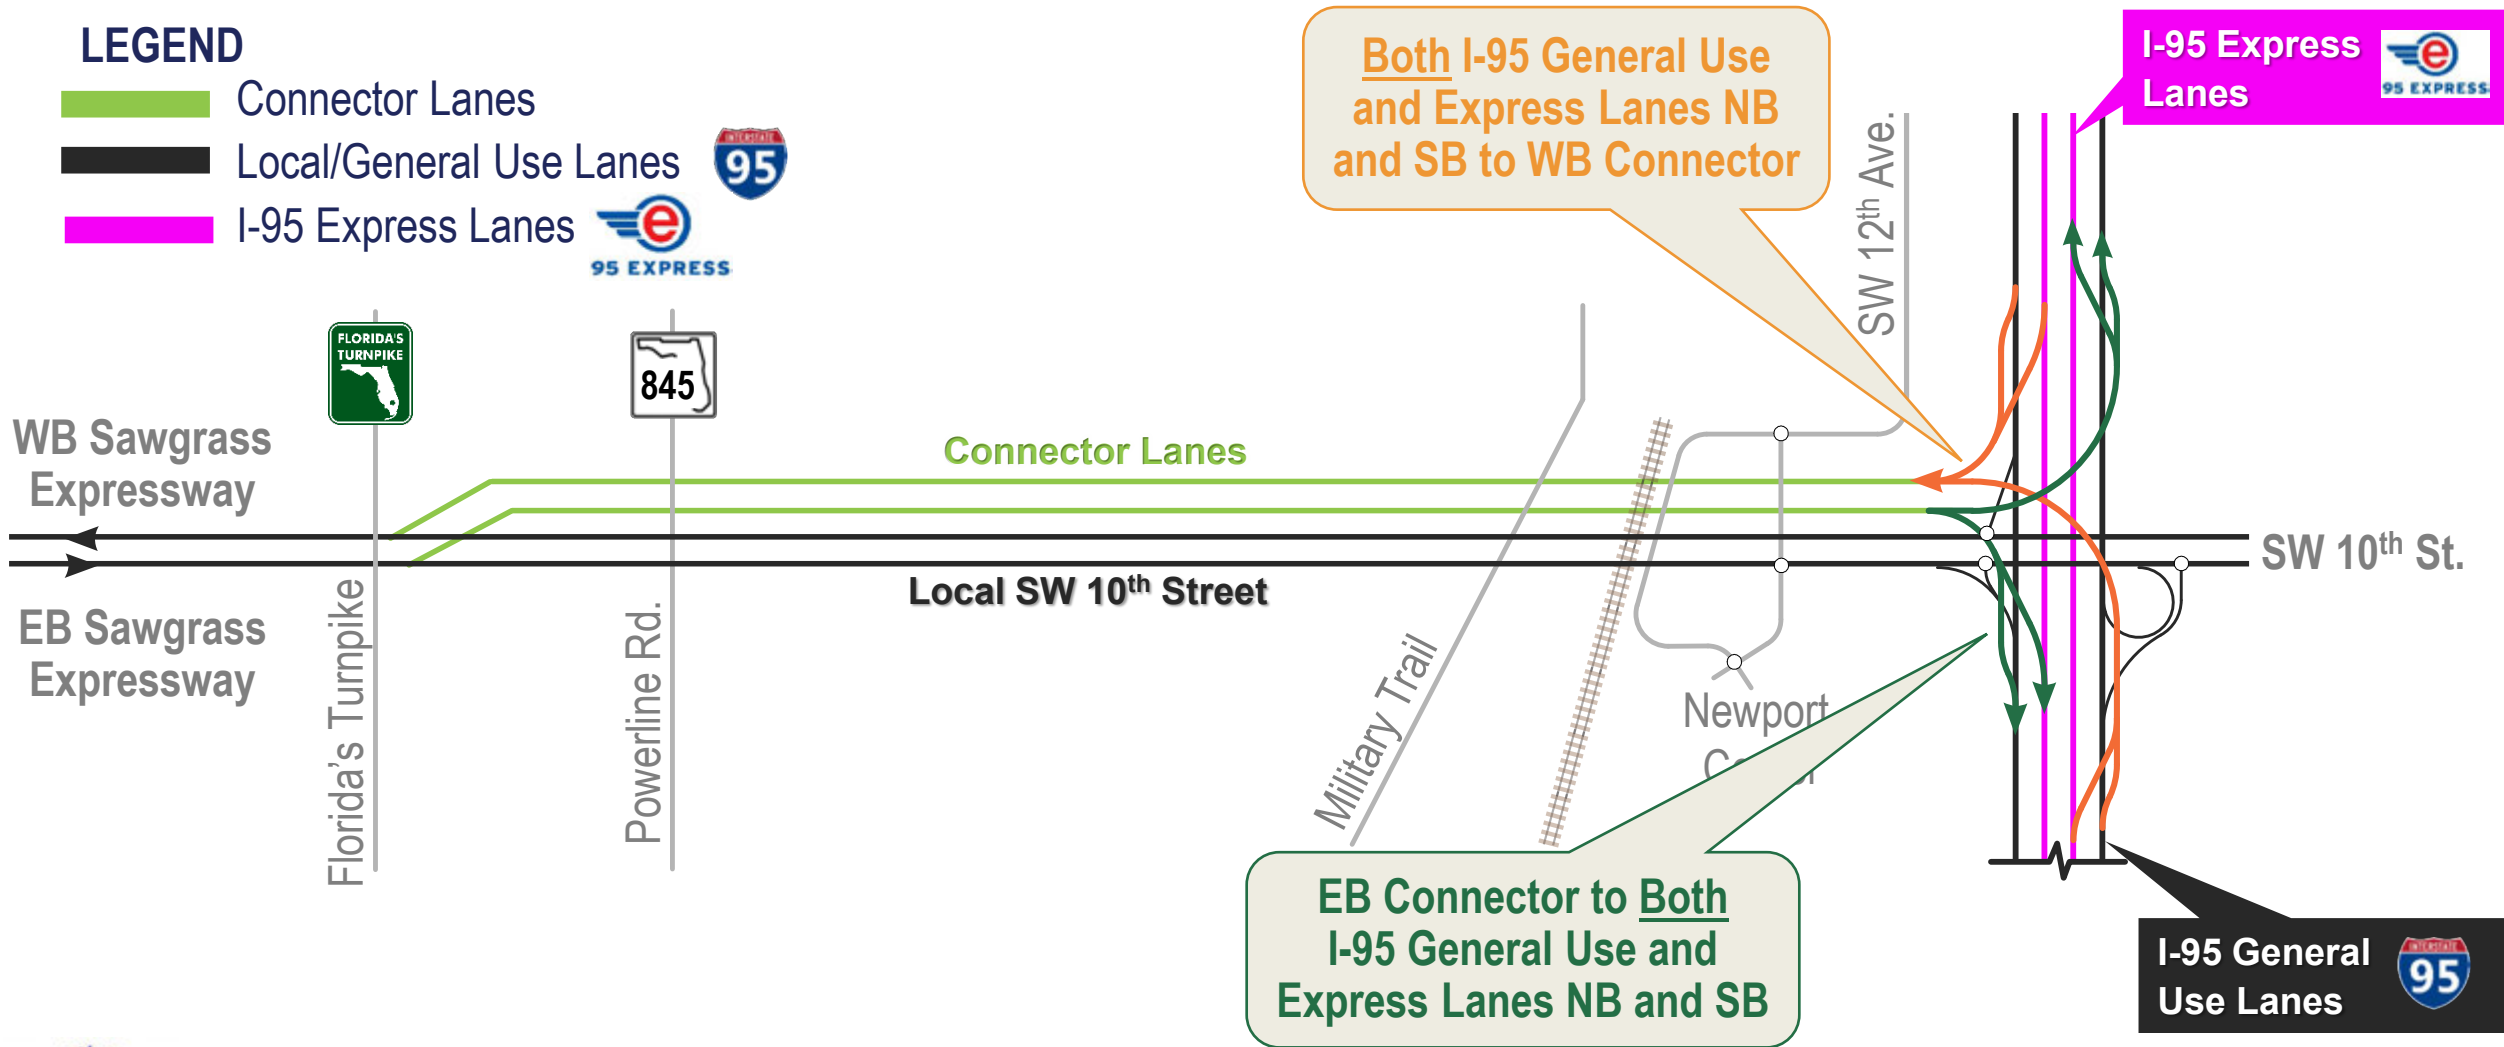 LEGEND
Connector Lanes
Local/General Use Lanes
INTERSTATE
95
I-95 Express Lanes
e
95 EXPRESS
Both I-95 General Use
and Express Lanes NB
and SB to WB Connector
I-95 Express
Lanes
e
95 EXPRESS
SW 12th Ave.
FLORIDA'S
TURNPIKE
845
WB Sawgrass
Expressway
Connector Lanes
Local SW 10th Street
SW 10th St.
EB Sawgrass
Expressway
Florida's Turnpike
Powerline Rd.
Military Trail
Newport
EB Connector to Both
I-95 General Use and
Express Lanes NB and SB
I-95 General
Use Lanes
INTERSTATE
95